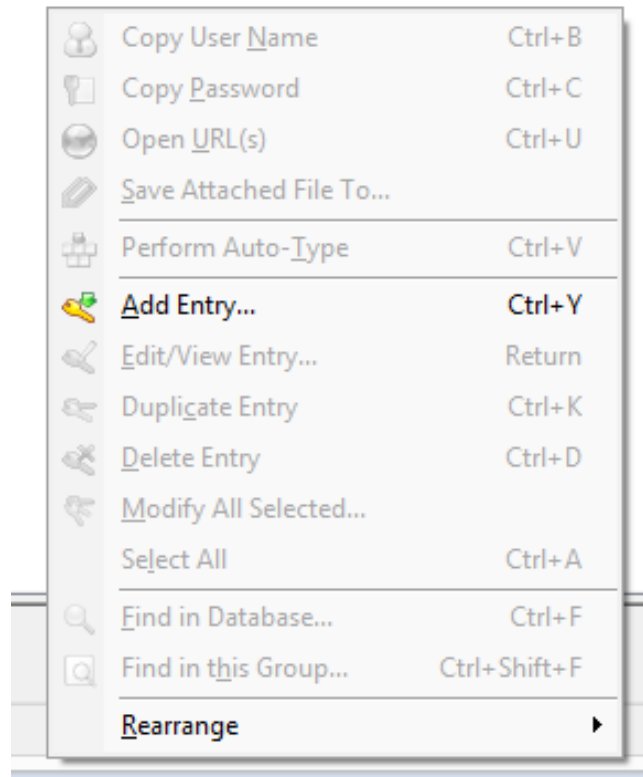 Copy User Name Ctrl+B
Copy Password Ctrl+C
Open URL(s) Ctrl+U
Save Attached File To...
Perform Auto-Type Ctrl+V
Add Entry... Ctrl+Y
Edit/View Entry... Return
Duplicate Entry Ctrl+K
Delete Entry Ctrl+D
Modify All Selected...
Select All Ctrl+A
Find in Database... Ctrl+F
Find in this Group... Ctrl+Shift+F
Rearrange